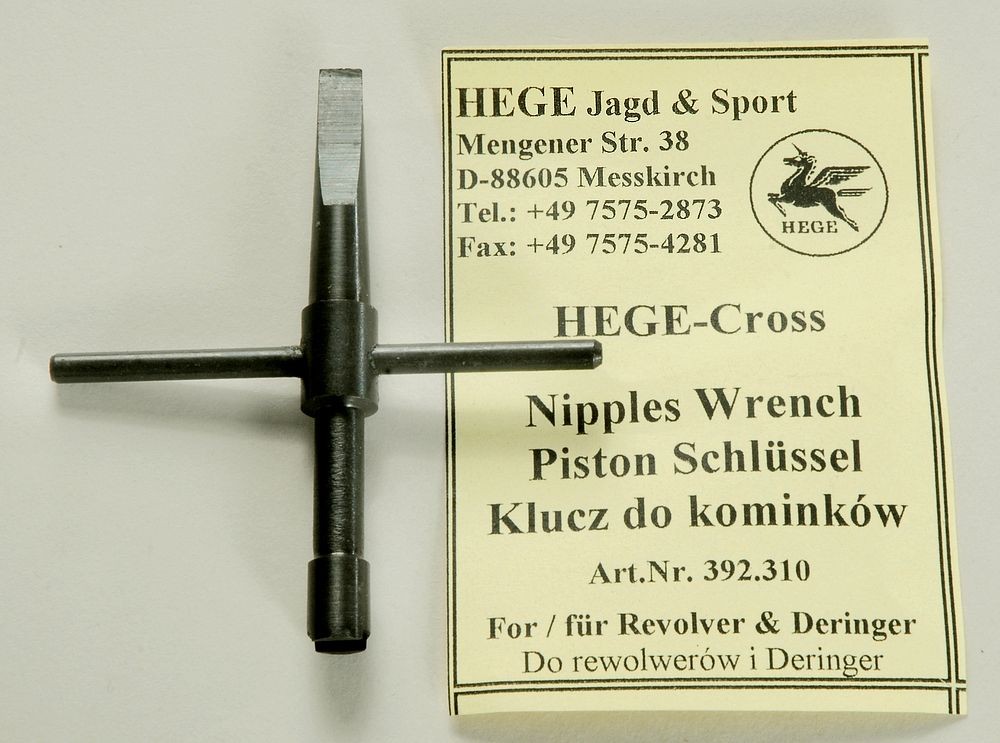 HEGE Jagd & Sport
Mengener Str. 38
D-88605 Messkirch
Tel.: +49 7575-2873
Fax: +49 7575-4281
HEGE
HEGE-Cross
Nipples Wrench
Piston Schlüssel
Klucz do kominków
Art.Nr. 392.310
For / für Revolver & Deringer
Do rewolwerów i Deringer